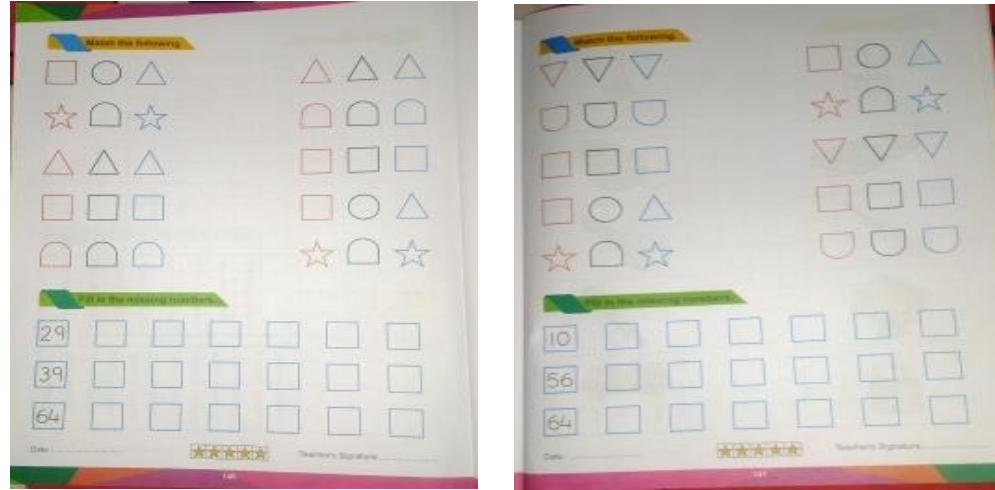 Match the following
Fill in the missing numbers
29
39
64
Date :
Teacher's Signature
Match the following.
Fill in the missing numbers.
10
56
64
Date :
Teacher's Signature